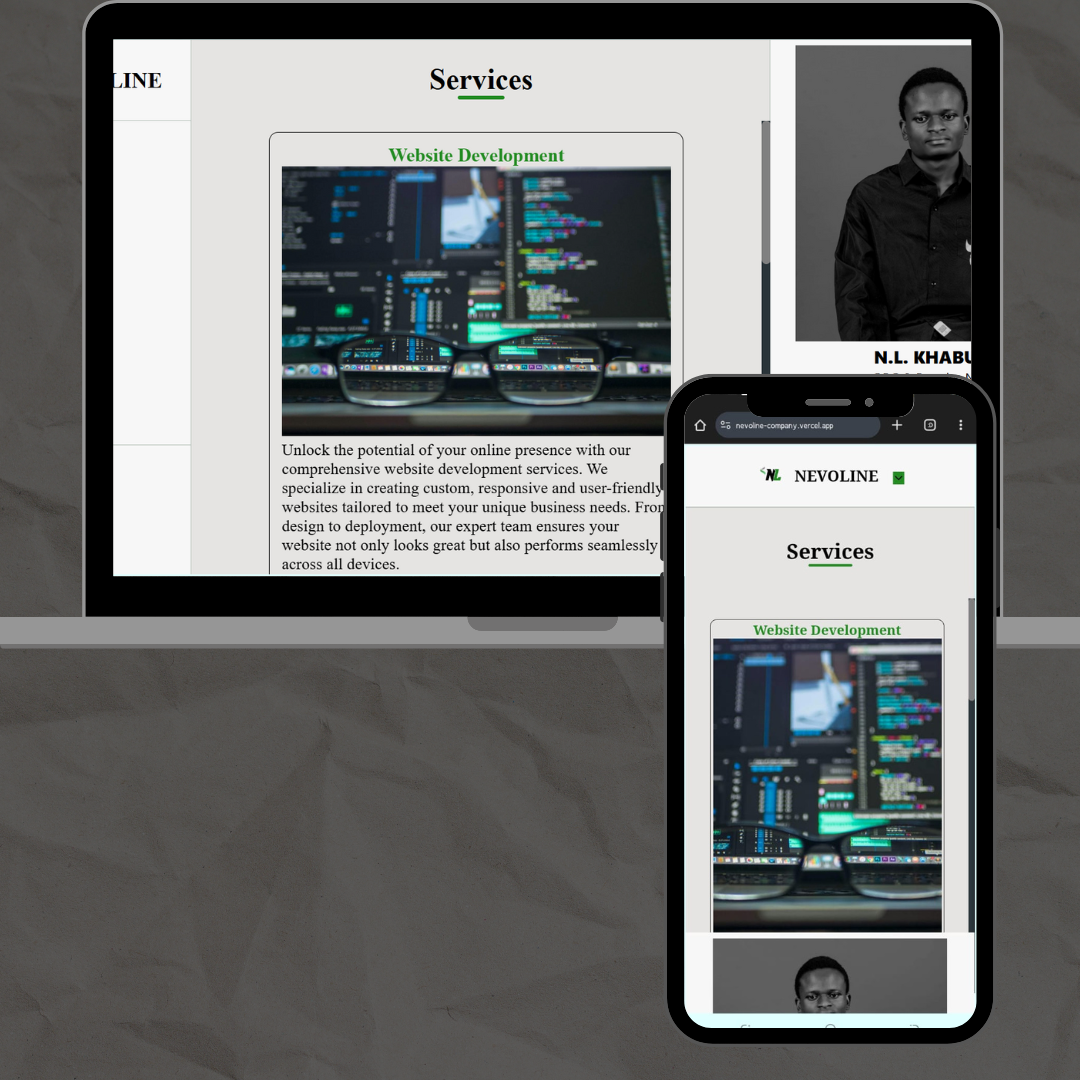 LINE
Services
Website Development
Unlock the potential of your online presence with our
comprehensive website development services. We
specialize in creating custom, responsive and user-friendly
websites tailored to meet your unique business needs. From
design to deployment, our expert team ensures your
website not only looks great but also performs seamlessly
across all devices.
N.L. KHABU
nevoline-company.vercel.app
NL NEVOLINE
Services
Website Development